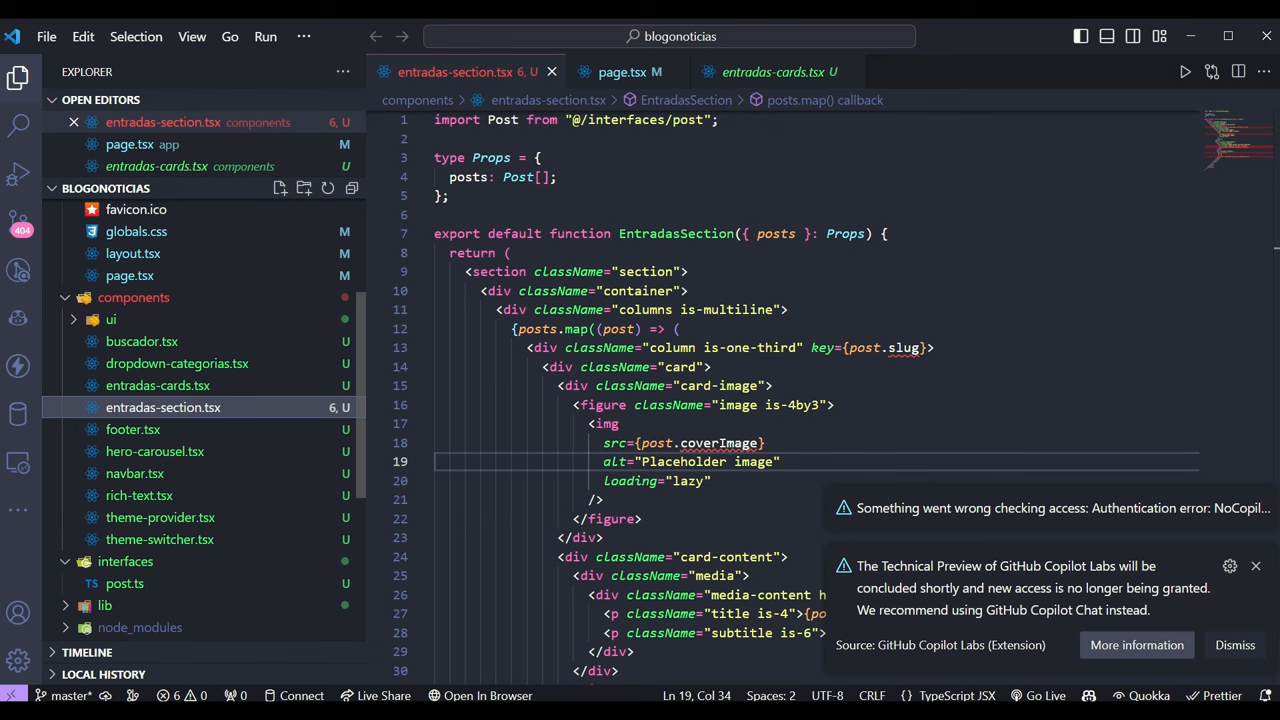 File Edit Selection View Go Run ··· blogonoticias
EXPLORER ···
OPEN EDITORS
entradas-section.tsx components 6, U
page.tsx app M
entradas-cards.tsx components U
BLOGONOTICIAS
favicon.ico
globals.css M
layout.tsx M
page.tsx M
components
ui
buscador.tsx U
dropdown-categorias.tsx U
entradas-cards.tsx U
entradas-section.tsx 6, U
footer.tsx U
hero-carousel.tsx U
navbar.tsx U
rich-text.tsx U
theme-provider.tsx U
theme-switcher.tsx U
interfaces
TS post.ts U
lib
node_modules
TIMELINE
LOCAL HISTORY
404
entradas-section.tsx 6, U page.tsx M entradas-cards.tsx U
components > entradas-section.tsx > EntradasSection > posts.map() callback
1 import Post from "@/interfaces/post";
2
3 type Props = {
4 posts: Post[];
5 };
6
7 export default function EntradasSection({ posts }: Props) {
8 return (
9 <section className="section">
10 <div className="container">
11 <div className="columns is-multiline">
12 {posts.map((post) => (
13 <div className="column is-one-third" key={post.slug}>
14 <div className="card">
15 <div className="card-image">
16 <figure className="image is-4by3">
17 <img
18 src={post.coverImage}
19 alt="Placeholder image"
20 loading="lazy"
21 />
22 </figure>
23 </div>
24 <div className="card-content">
25 <div className="media">
26 <div className="media-content h
27 <p className="title is-4">{po
28 <p className="subtitle is-6">
29 </div>
30 </div>
Something went wrong checking access: Authentication error: NoCopil...
The Technical Preview of GitHub Copilot Labs will be
concluded shortly and new access is no longer being granted.
We recommend using GitHub Copilot Chat instead.
Source: GitHub Copilot Labs (Extension) More information Dismiss
master* 6 0 0 Connect Live Share Open In Browser Ln 19, Col 34 Spaces: 2 UTF-8 CRLF {} TypeScript JSX Go Live Quokka Prettier